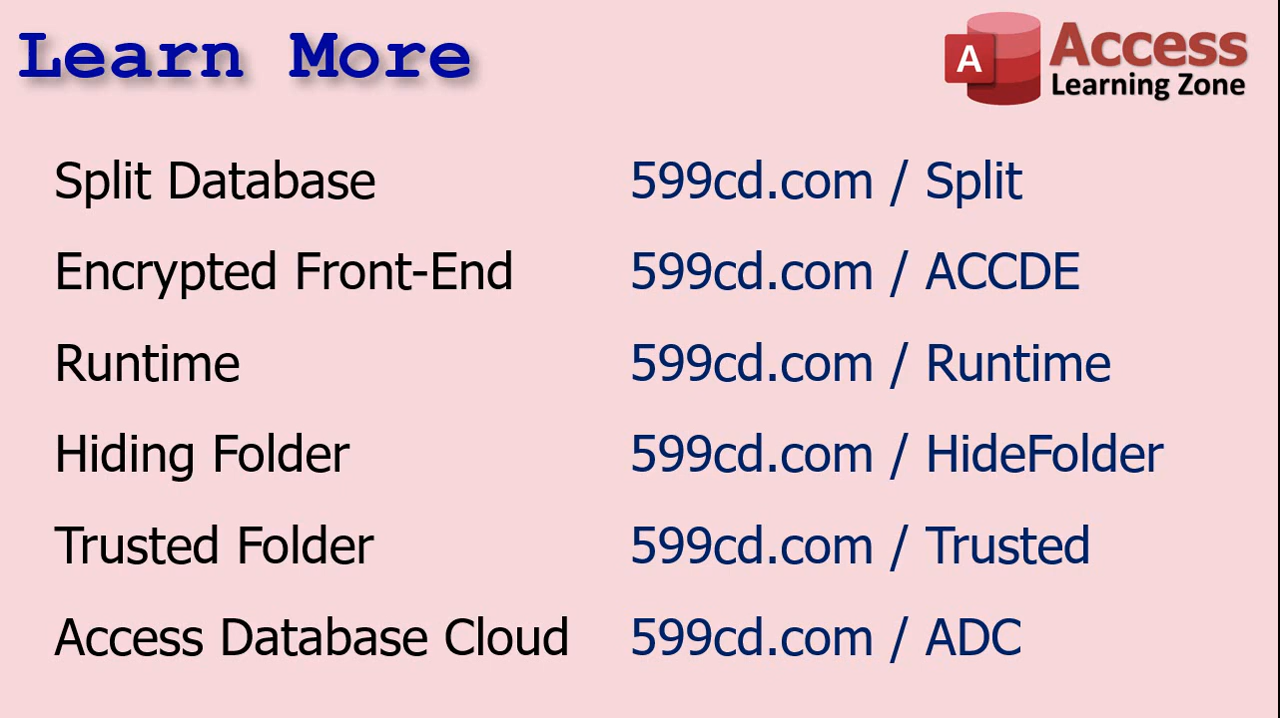 Learn More
A
Access
Learning Zone
Split Database 599cd.com / Split
Encrypted Front-End 599cd.com / ACCDE
Runtime 599cd.com / Runtime
Hiding Folder 599cd.com / HideFolder
Trusted Folder 599cd.com / Trusted
Access Database Cloud 599cd.com / ADC